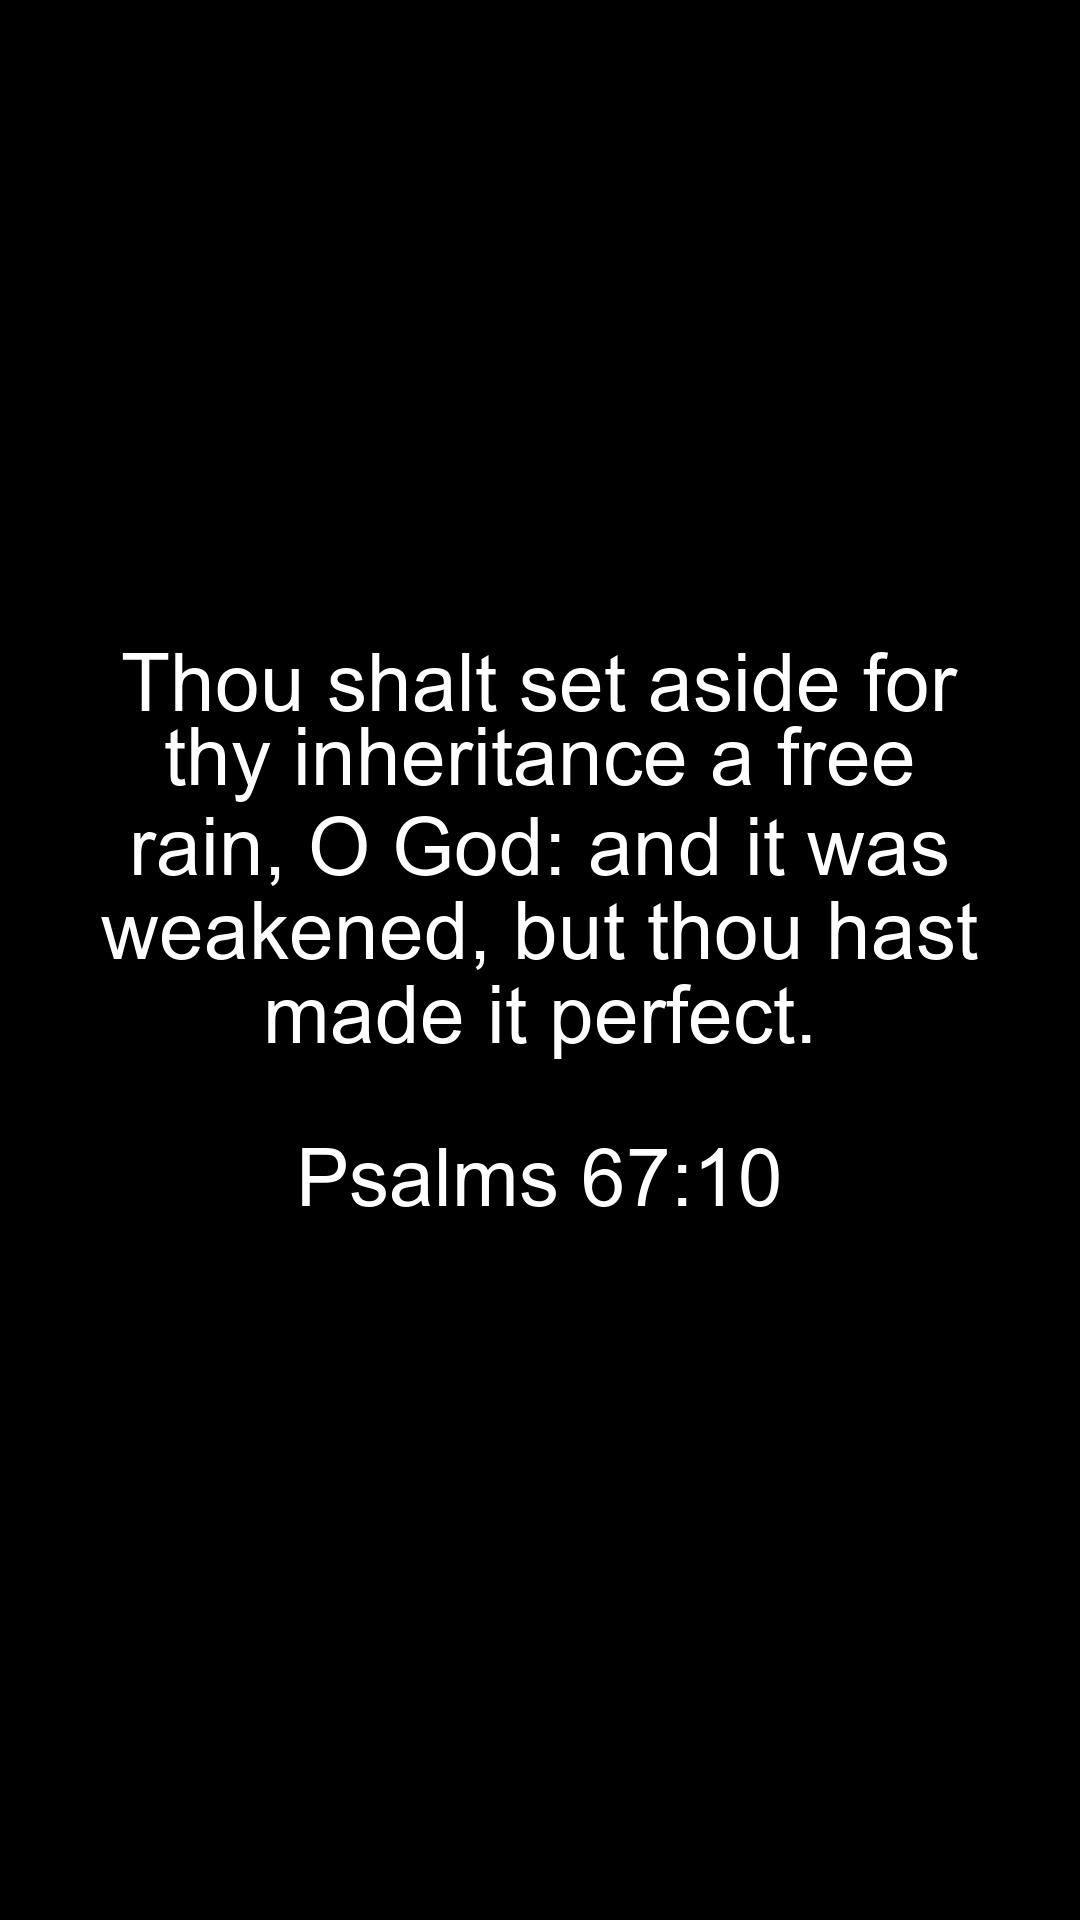 Thou shalt set aside for
thy inheritance a free
rain, O God: and it was
weakened, but thou hast
made it perfect.
Psalms 67:10